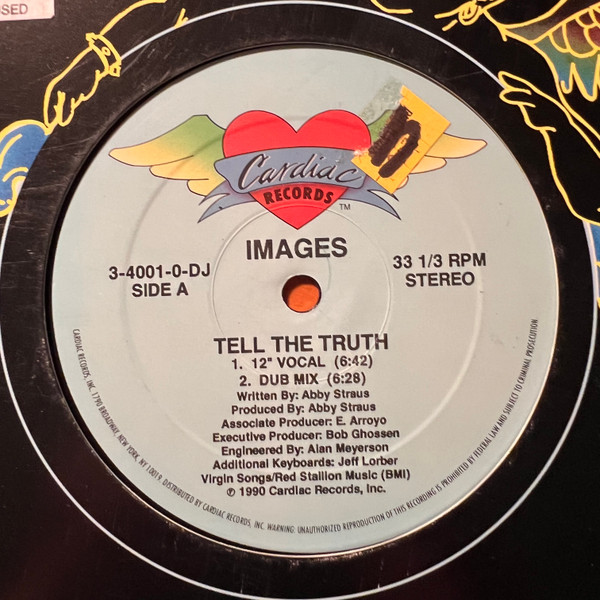 USED
Cardiac
RECORDS
TM
IMAGES
3-4001-0-DJ
SIDE A
33 1/3 RPM
STEREO
TELL THE TRUTH
1. 12" VOCAL (6:42)
2. DUB MIX (6:28)
Written By: Abby Straus
Produced By: Abby Straus
Associate Producer: E. Arroyo
Executive Producer: Bob Ghossen
Engineered By: Alan Meyerson
Additional Keyboards: Jeff Lorber
Virgin Songs/Red Stallion Music (BMI)
℗ 1990 Cardiac Records, Inc.
CARDIAC RECORDS, INC. 1790 BROADWAY, NEW YORK, NY 10019. DISTRIBUTED BY CARDIAC RECORDS, INC. WARNING: UNAUTHORIZED REPRODUCTION OF THIS RECORDING IS PROHIBITED BY FEDERAL LAW AND SUBJECT TO CRIMINAL PROSECUTION